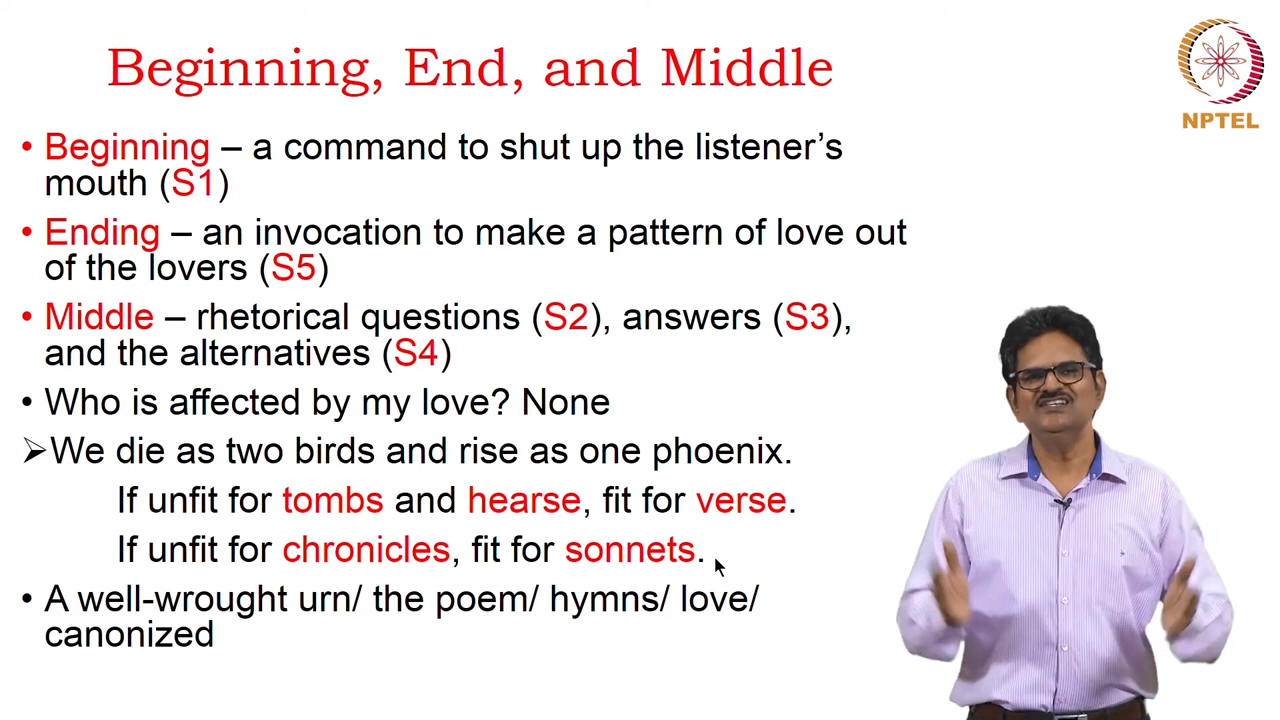 Beginning, End, and Middle
NPTEL
• Beginning – a command to shut up the listener's
mouth (S1)
• Ending – an invocation to make a pattern of love out
of the lovers (S5)
• Middle – rhetorical questions (S2), answers (S3),
and the alternatives (S4)
• Who is affected by my love? None
➢We die as two birds and rise as one phoenix.
If unfit for tombs and hearse, fit for verse.
If unfit for chronicles, fit for sonnets.
• A well-wrought urn/ the poem/ hymns/ love/
canonized